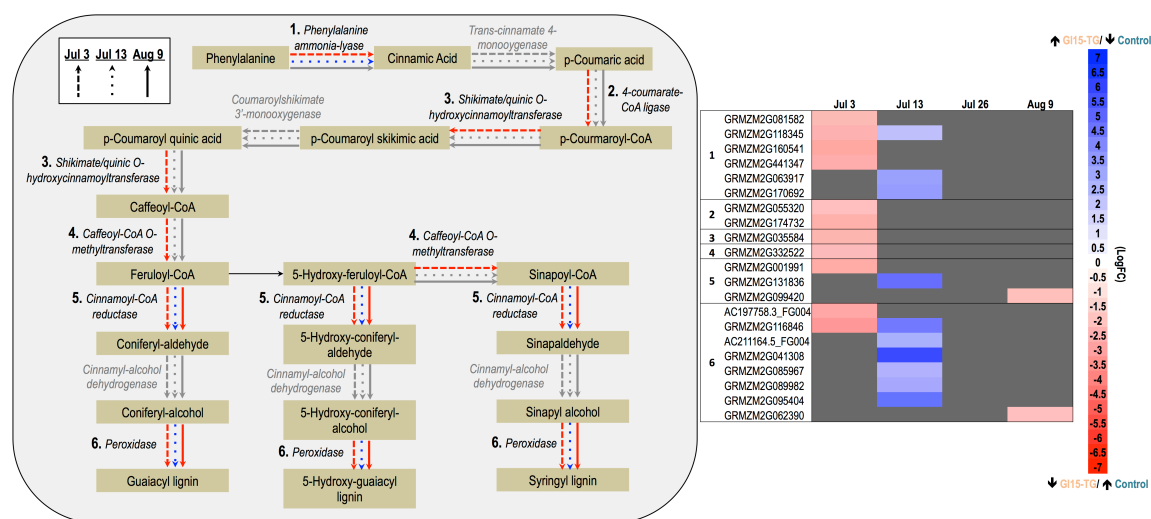 Jul 3 Jul 13 Aug 9
1. Phenylalanine
ammonia-lyase
Trans-cinnamate 4-
monooygenase
Phenylalanine
Cinnamic Acid
p-Coumaric acid
2. 4-coumarate-
CoA ligase
3. Shikimate/quinic O-
hydroxycinnamoyltransferase
Coumaroylshikimate
3'-monooxygenase
p-Coumaroyl quinic acid
p-Coumaroyl skikimic acid
p-Courmaroyl-CoA
3. Shikimate/quinic O-
hydroxycinnamoyltransferase
Caffeoyl-CoA
4. Caffeoyl-CoA O-
methyltransferase
4. Caffeoyl-CoA O-
methyltransferase
Feruloyl-CoA
5-Hydroxy-feruloyl-CoA
Sinapoyl-CoA
5. Cinnamoyl-CoA
reductase
5. Cinnamoyl-CoA
reductase
5. Cinnamoyl-CoA
reductase
Coniferyl-aldehyde
5-Hydroxy-coniferyl-
aldehyde
Sinapaldehyde
Cinnamyl-alcohol
dehydrogenase
Cinnamyl-alcohol
dehydrogenase
Cinnamyl-alcohol
dehydrogenase
Coniferyl-alcohol
5-Hydroxy-coniferyl-
alcohol
Sinapyl alcohol
6. Peroxidase
6. Peroxidase
6. Peroxidase
Guaiacyl lignin
5-Hydroxy-guaiacyl
lignin
Syringyl lignin
Jul 3 Jul 13 Jul 26 Aug 9
1
GRMZM2G081582
GRMZM2G118345
GRMZM2G160541
GRMZM2G441347
GRMZM2G063917
GRMZM2G170692
2
GRMZM2G055320
GRMZM2G174732
3 GRMZM2G035584
4 GRMZM2G332522
5
GRMZM2G001991
GRMZM2G131836
GRMZM2G099420
6
AC197758.3_FG004
GRMZM2G116846
AC211164.5_FG004
GRMZM2G041308
GRMZM2G085967
GRMZM2G089982
GRMZM2G095404
GRMZM2G062390
Gl15-TG/ Control
7
6.5
6
5.5
5
4.5
4
3.5
3
2.5
2
1.5
1
0.5
0
-0.5
-1
-1.5
-2
-2.5
-3
-3.5
-4
-4.5
-5
-5.5
-6
-6.5
-7
(LogFC)
Gl15-TG/ Control